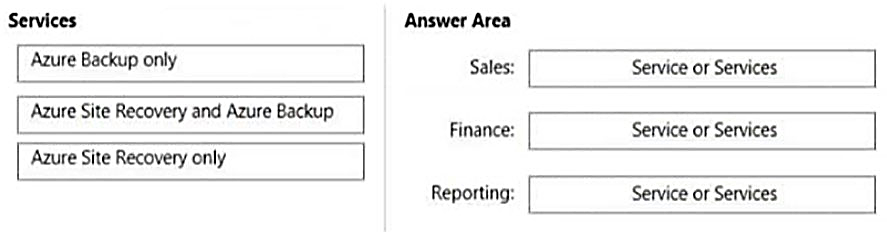 Services
Azure Backup only
Azure Site Recovery and Azure Backup
Azure Site Recovery only
Answer Area
Sales: Service or Services
Finance: Service or Services
Reporting: Service or Services